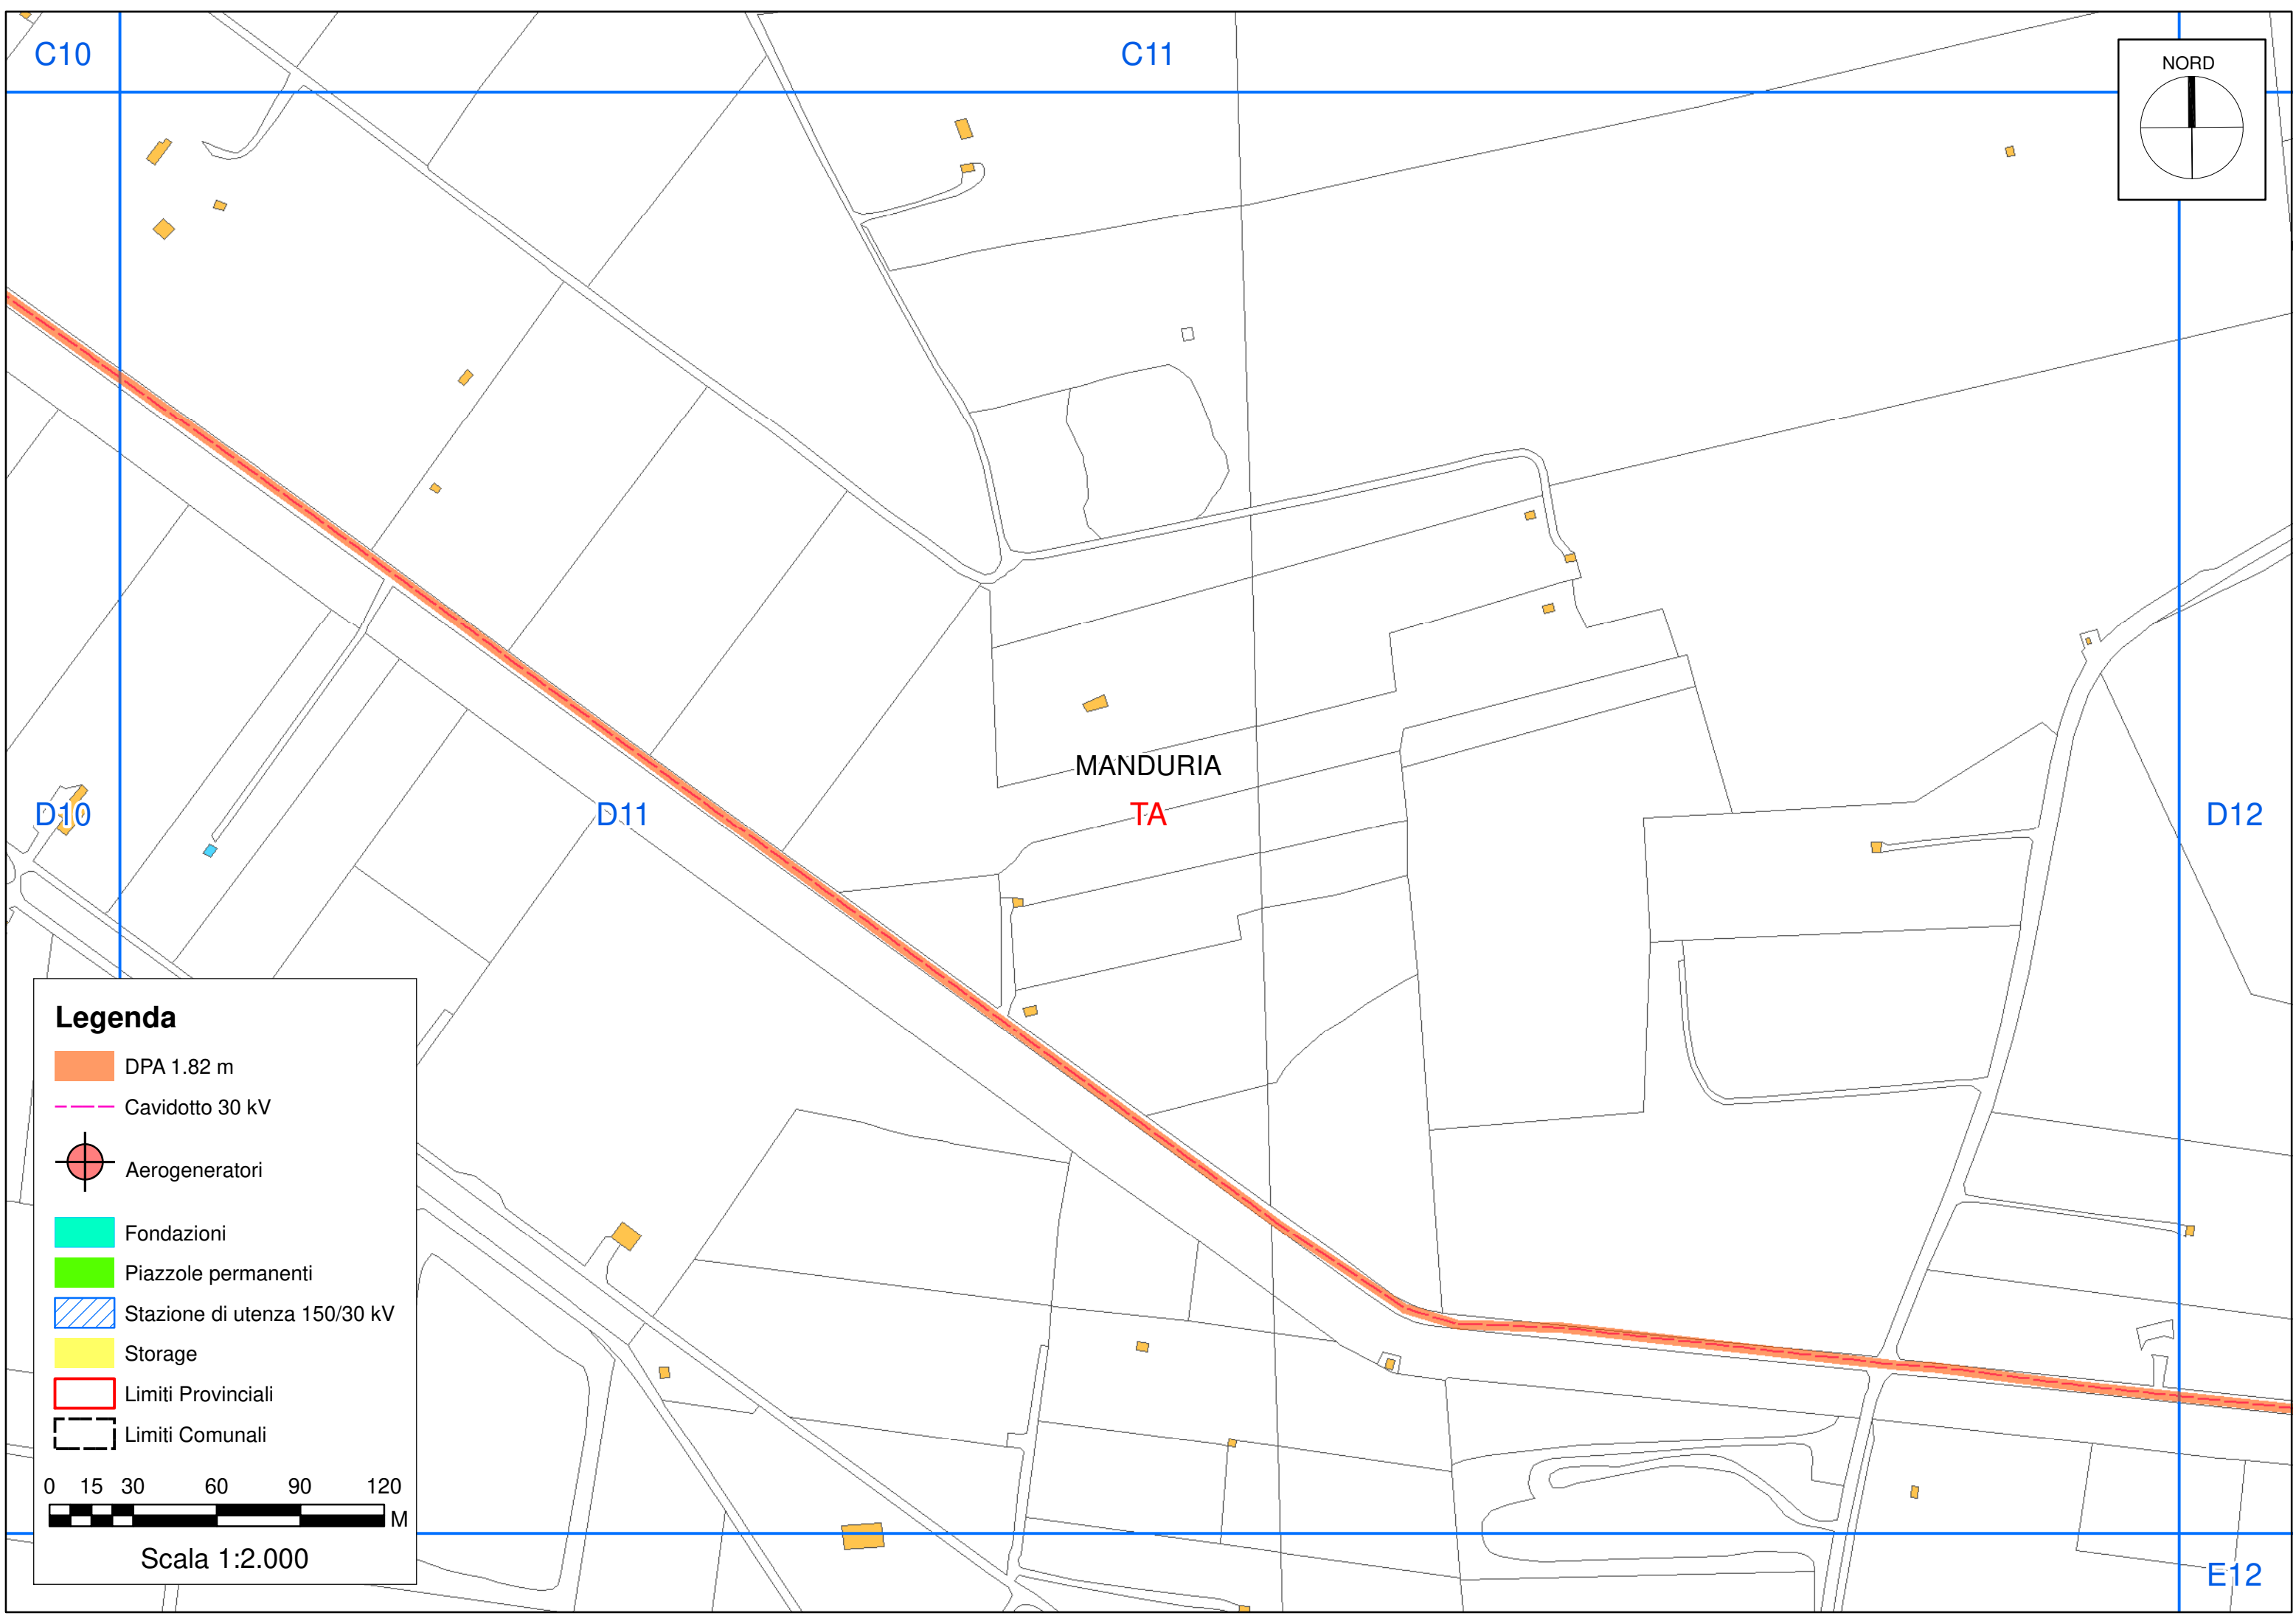 C10
C11
NORD
MANDURIA
D10
D11
TA
D12
Legenda
DPA 1.82 m
Cavidotto 30 kV
Aerogeneratori
Fondazioni
Piazzole permanenti
Stazione di utenza 150/30 kV
Storage
Limiti Provinciali
Limiti Comunali
0 15 30 60 90 120
M
Scala 1:2.000
E12